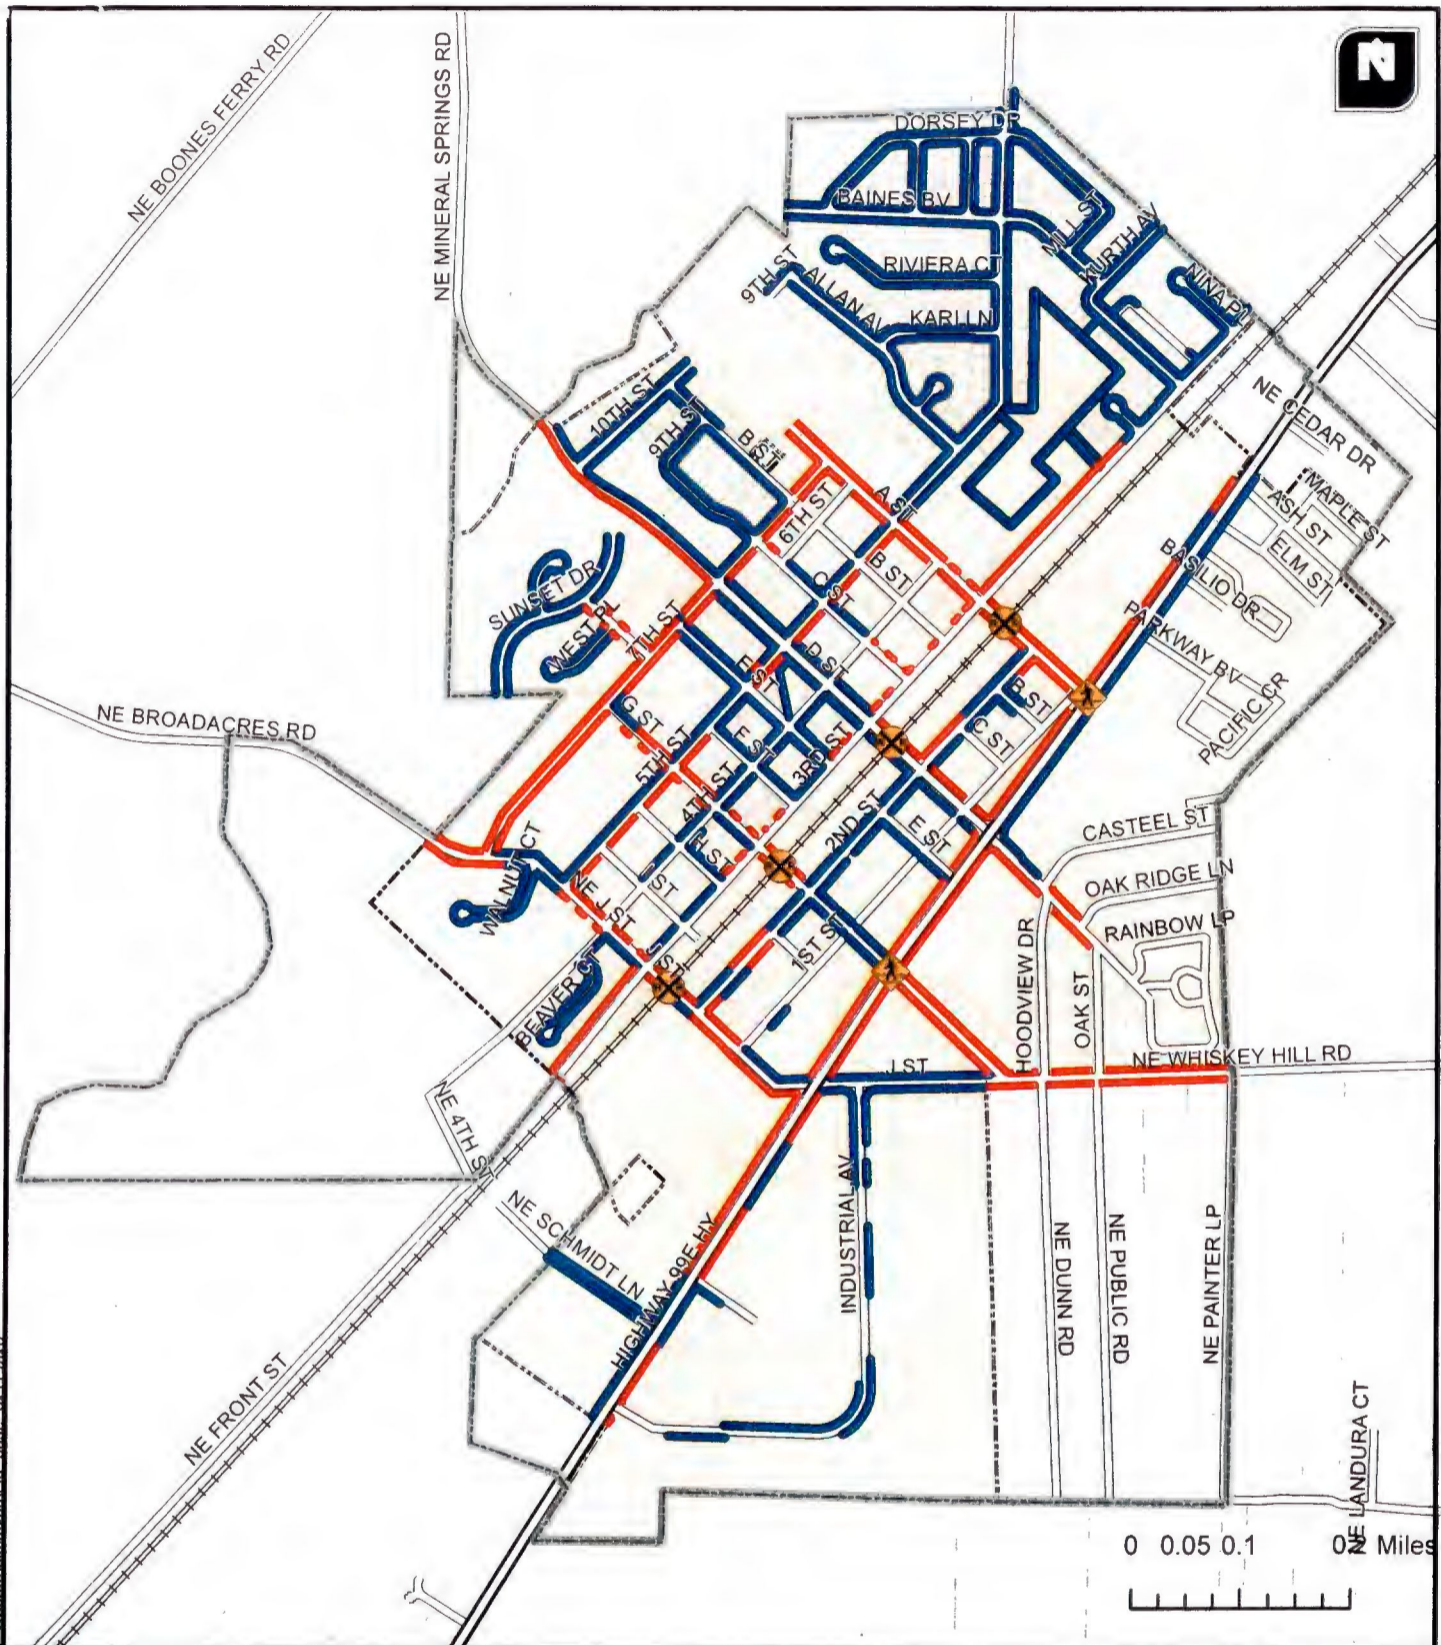 N
NE BOONES FERRY RD
NE MINERAL SPRINGS RD
DORSEY DR
BAINES BV
MILL ST
KURTH AV
NINA PL
RIVIERA CT
9TH ST
ALLAN AV
KARI LN
NE CEDAR DR
10TH ST
9TH ST
B ST
MAPLE ST
ASH ST
ELM ST
A ST
6TH ST
B ST
BASILIO DR
C ST
SUNSET DR
WEST PL
7TH ST
PARKWAY BV
D ST
E ST
PACIFIC CR
B ST
C ST
G ST
F ST
5TH ST
3RD ST
NE BROADACRES RD
4TH ST
2ND ST
E ST
CASTEEL ST
H ST
OAK RIDGE LN
WALNUT CT
I ST
NE J ST
RAINBOW LP
1ST ST
J ST
HOODVIEW DR
OAK ST
BEAVER CT
NE WHISKEY HILL RD
J ST
NE 4TH ST
INDUSTRIAL AV
NE SCHMIDT LN
HIGHWAY 99E HY
NE DUNN RD
NE PUBLIC RD
NE PAINTER LP
NE FRONT ST
NE LANDURA CT
0 0.05 0.1 0.2 Miles